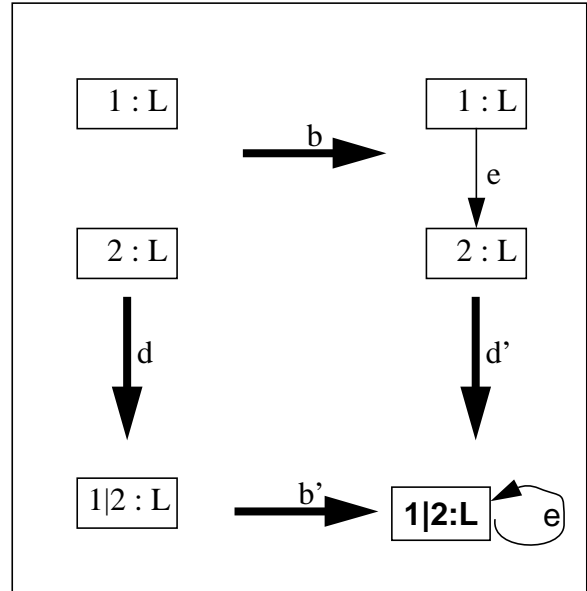 1 : L
1 : L
b
e
2 : L
2 : L
d
d’
1|2 : L
b’
1|2:L
e